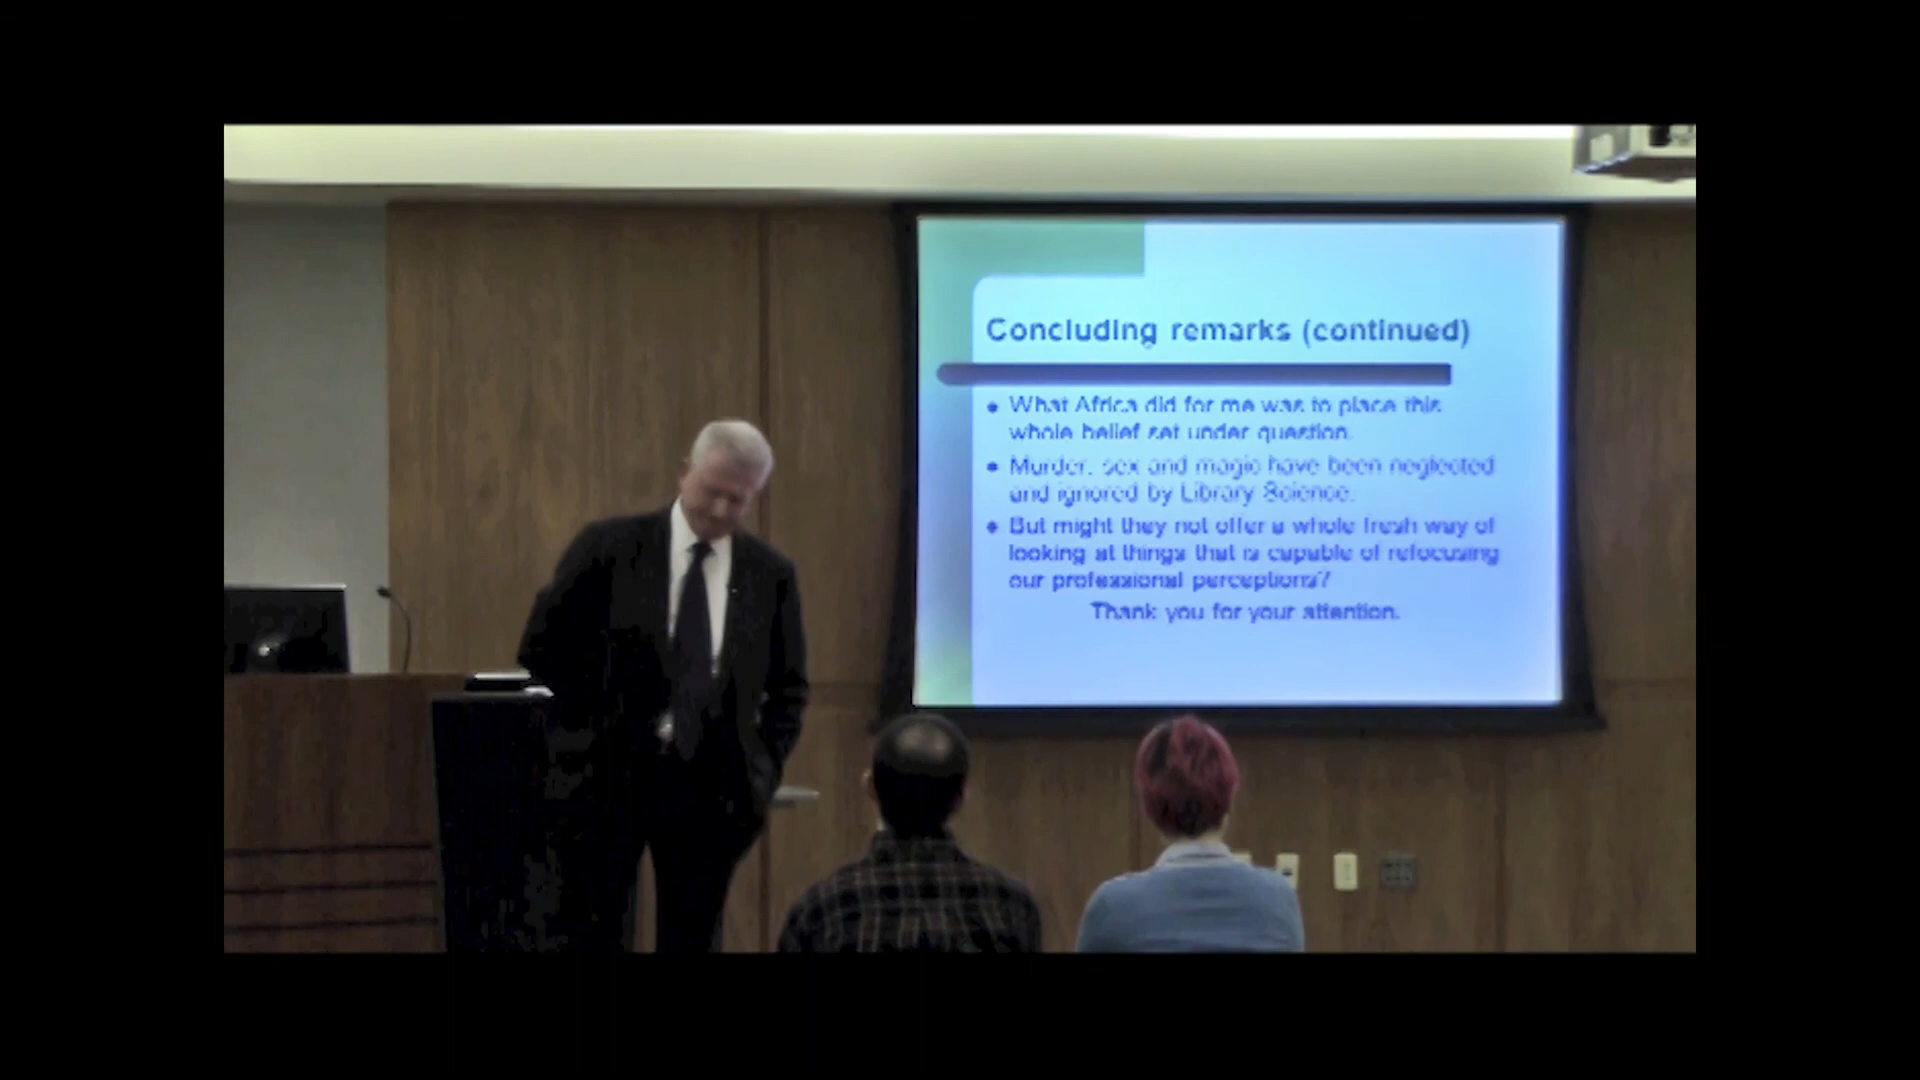 Concluding remarks (continued)
What Africa did for me was to place this
whole belief set under question.
Murder, sex and magic have been neglected
and ignored by Library Science.
But might they not offer a whole fresh way of
looking at things that is capable of refocusing
our professional perceptions?
Thank you for your attention.